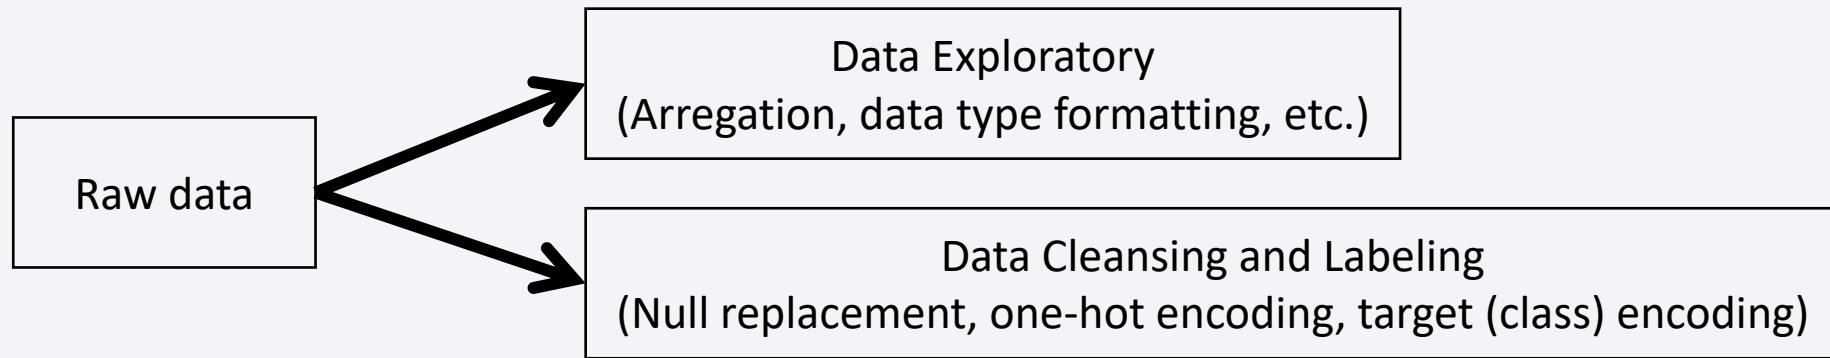 Raw data
Data Exploratory
(Arregation, data type formatting, etc.)
Data Cleansing and Labeling
(Null replacement, one-hot encoding, target (class) encoding)